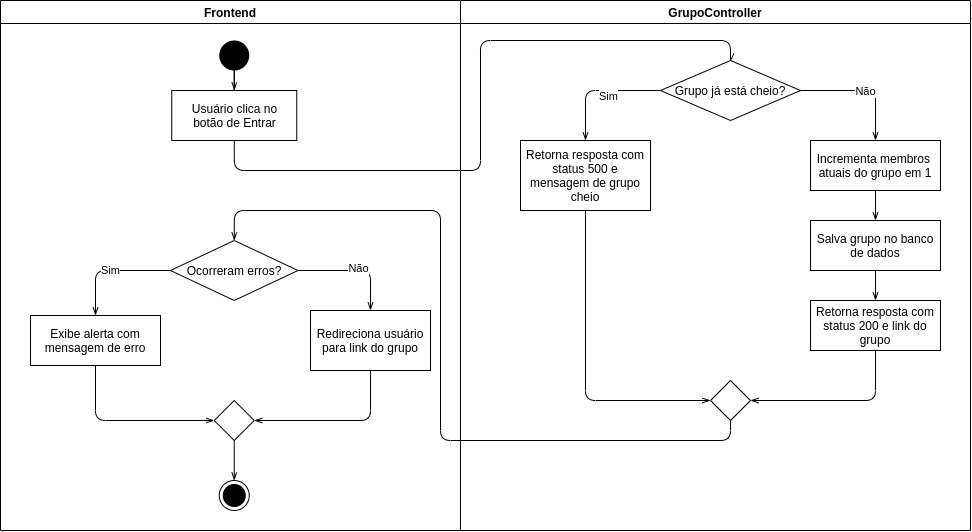 Frontend
GrupoController
Usuário clica no
botão de Entrar
Grupo já está cheio?
Sim
Não
Retorna resposta com
status 500 e
mensagem de grupo
cheio
Incrementa membros
atuais do grupo em 1
Salva grupo no banco
de dados
Retorna resposta com
status 200 e link do
grupo
Ocorreram erros?
Sim
Não
Exibe alerta com
mensagem de erro
Redireciona usuário
para link do grupo